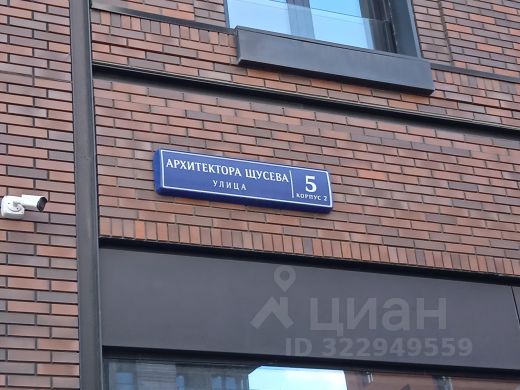 АРХИТЕКТОРА ЩУСЕВА
УЛИЦА
5
КОРПУС 2
циан
ID 322949559